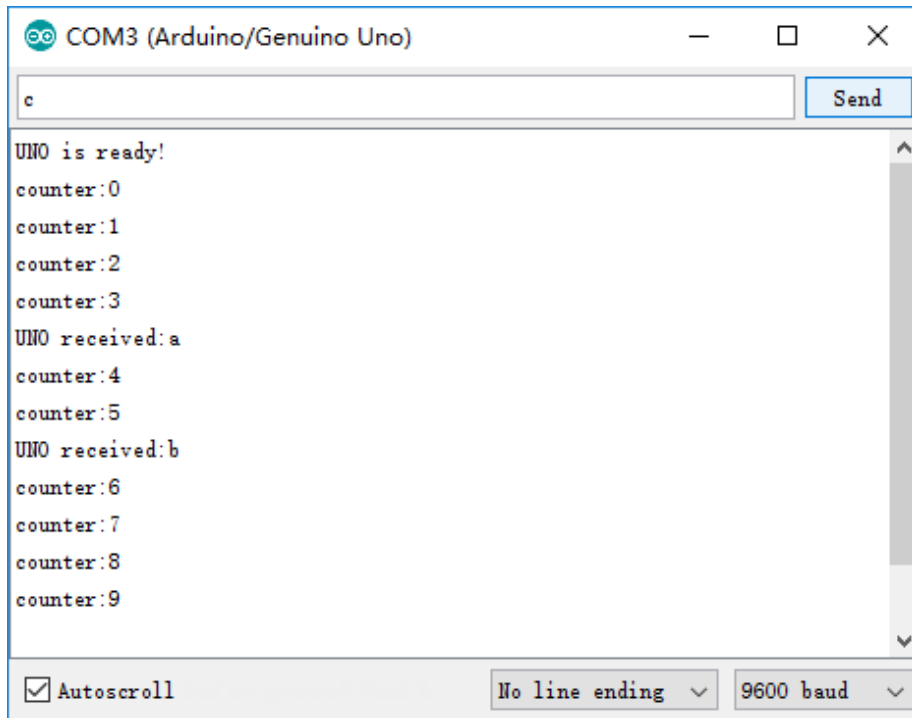 COM3 (Arduino/Genuino Uno)
c
Send
UNO is ready!
counter:0
counter:1
counter:2
counter:3
UNO received:a
counter:4
counter:5
UNO received:b
counter:6
counter:7
counter:8
counter:9
Autoscroll
No line ending
9600 baud